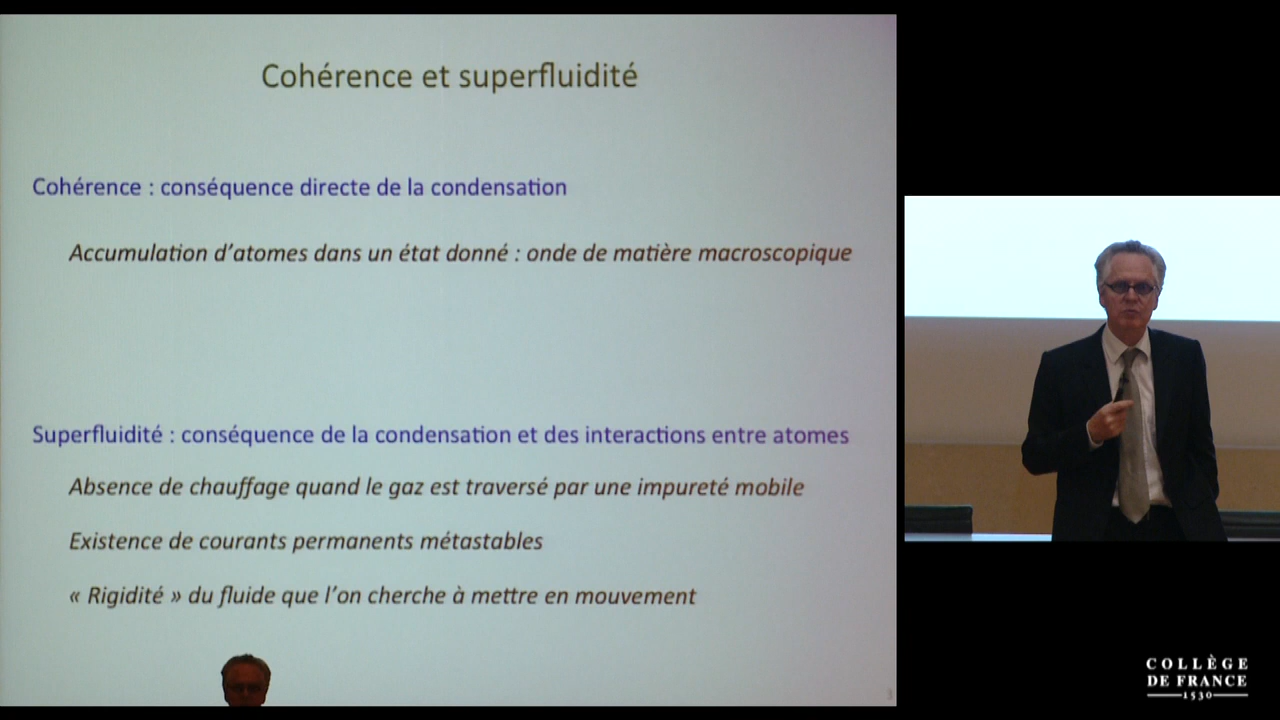 Cohérence et superfluidité
Cohérence : conséquence directe de la condensation
Accumulation d'atomes dans un état donné : onde de matière macroscopique
Superfluidité : conséquence de la condensation et des interactions entre atomes
Absence de chauffage quand le gaz est traversé par une impureté mobile
Existence de courants permanents métastables
« Rigidité » du fluide que l'on cherche à mettre en mouvement
3
COLLÈGE
DE FRANCE
1530